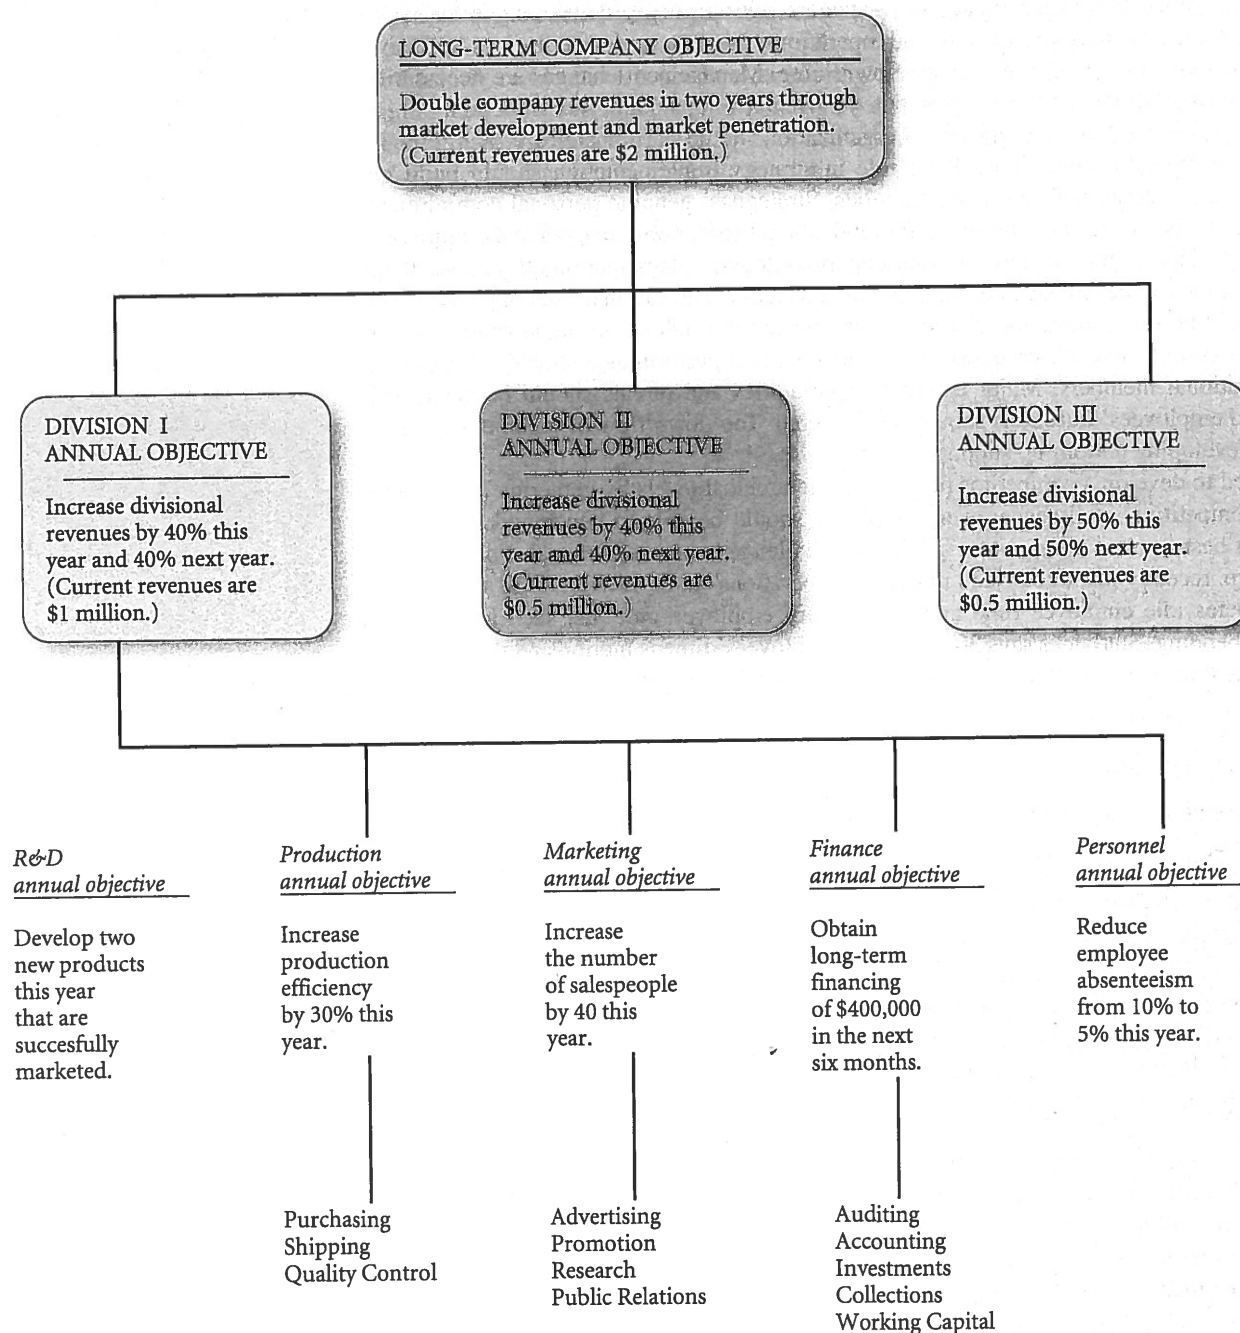 LONG-TERM COMPANY OBJECTIVE
Double company revenues in two years through
market development and market penetration.
(Current revenues are $2 million.)
DIVISION I
ANNUAL OBJECTIVE
Increase divisional
revenues by 40% this
year and 40% next year.
(Current revenues are
$1 million.)
DIVISION II
ANNUAL OBJECTIVE
Increase divisional
revenues by 40% this
year and 40% next year.
(Current revenues are
$0.5 million.)
DIVISION III
ANNUAL OBJECTIVE
Increase divisional
revenues by 50% this
year and 50% next year.
(Current revenues are
$0.5 million.)
R&D
annual objective
Develop two
new products
this year
that are
succesfully
marketed.
Production
annual objective
Increase
production
efficiency
by 30% this
year.
Purchasing
Shipping
Quality Control
Marketing
annual objective
Increase
the number
of salespeople
by 40 this
year.
Advertising
Promotion
Research
Public Relations
Finance
annual objective
Obtain
long-term
financing
of $400,000
in the next
six months.
Auditing
Accounting
Investments
Collections
Working Capital
Personnel
annual objective
Reduce
employee
absenteeism
from 10% to
5% this year.